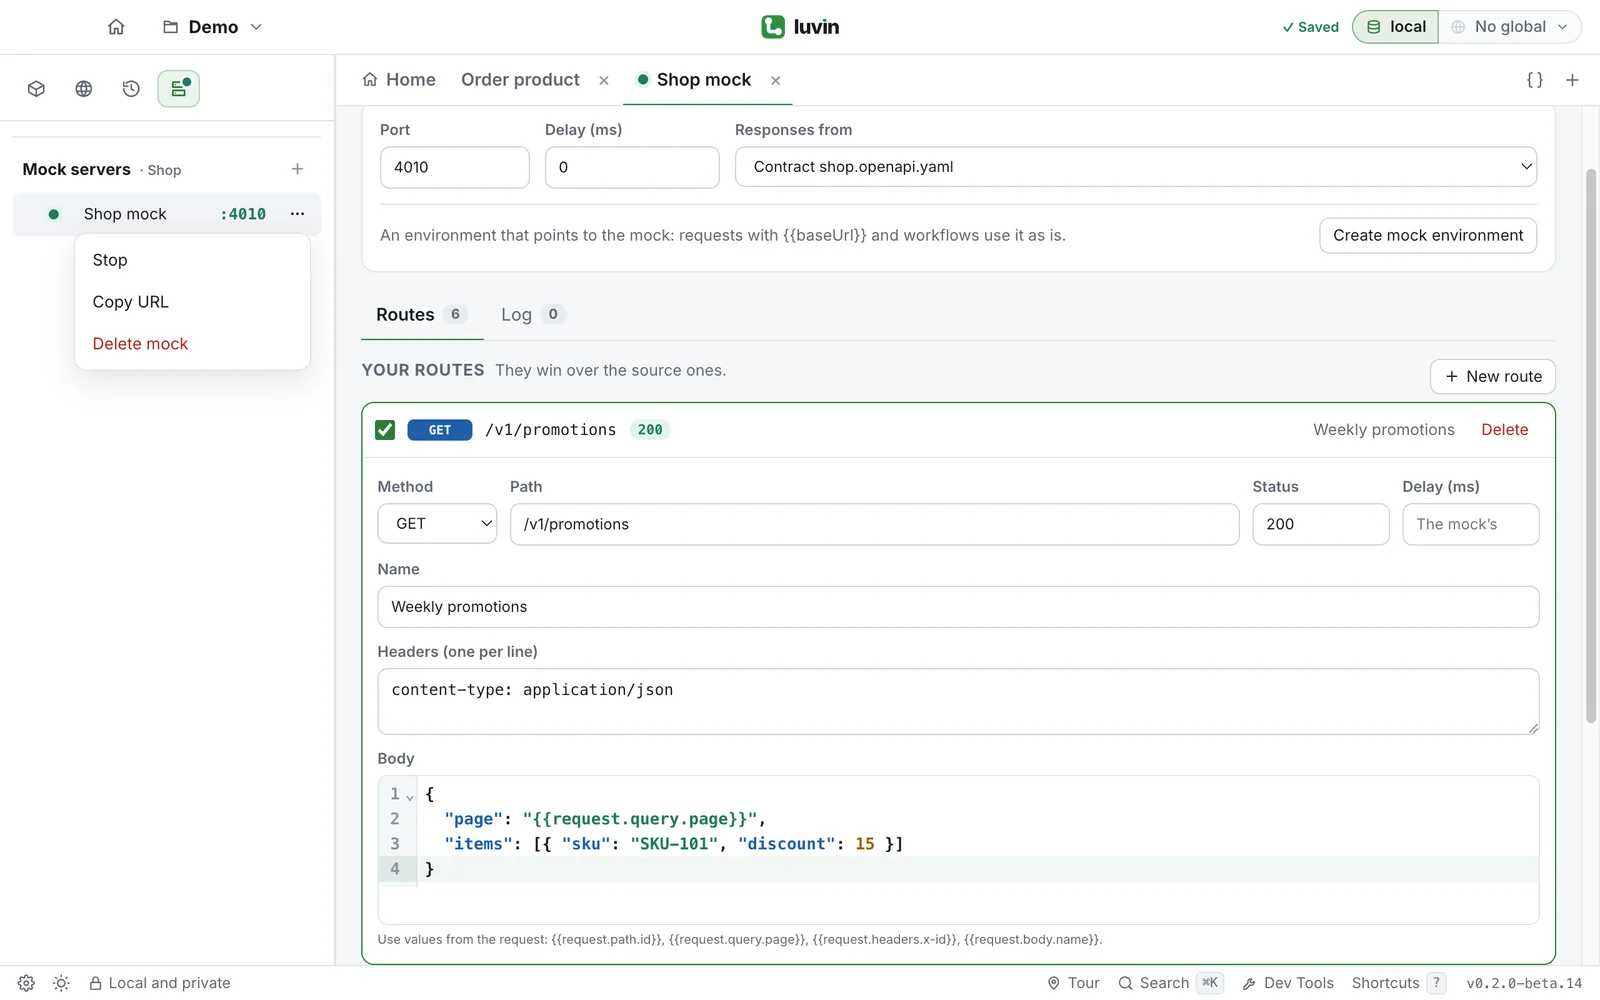 Demo
luvin
Saved
local
No global
Home
Order product
Shop mock
Mock servers · Shop
Shop mock :4010
Stop
Copy URL
Delete mock
Port
Delay (ms)
Responses from
4010
0
Contract shop.openapi.yaml
An environment that points to the mock: requests with {{baseUrl}} and workflows use it as is.
Create mock environment
Routes 6
Log 0
YOUR ROUTES They win over the source ones.
+ New route
GET /v1/promotions 200
Weekly promotions
Delete
Method
Path
Status
Delay (ms)
GET
/v1/promotions
200
The mock’s
Name
Weekly promotions
Headers (one per line)
content-type: application/json
Body
1 {
2 "page": "{{request.query.page}}",
3 "items": [{ "sku": "SKU-101", "discount": 15 }]
4 }
Use values from the request: {{request.path.id}}, {{request.query.page}}, {{request.headers.x-id}}, {{request.body.name}}.
Local and private
Tour
Search ⌘K
Dev Tools
Shortcuts ?
v0.2.0-beta.14